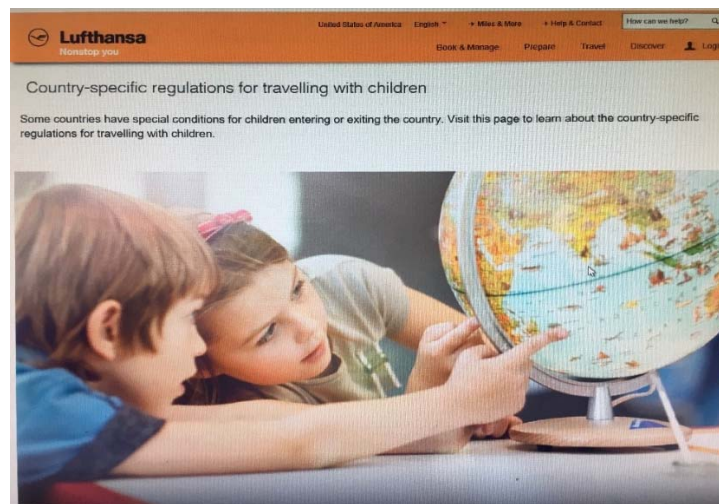 United States of America English + Miles & More + Help & Contact How can we help?
Lufthansa
Nonstop you
Book & Manage Prepare Travel Discover Logi
Country-specific regulations for travelling with children
Some countries have special conditions for children entering or exiting the country. Visit this page to learn about the country-specific
regulations for travelling with children.